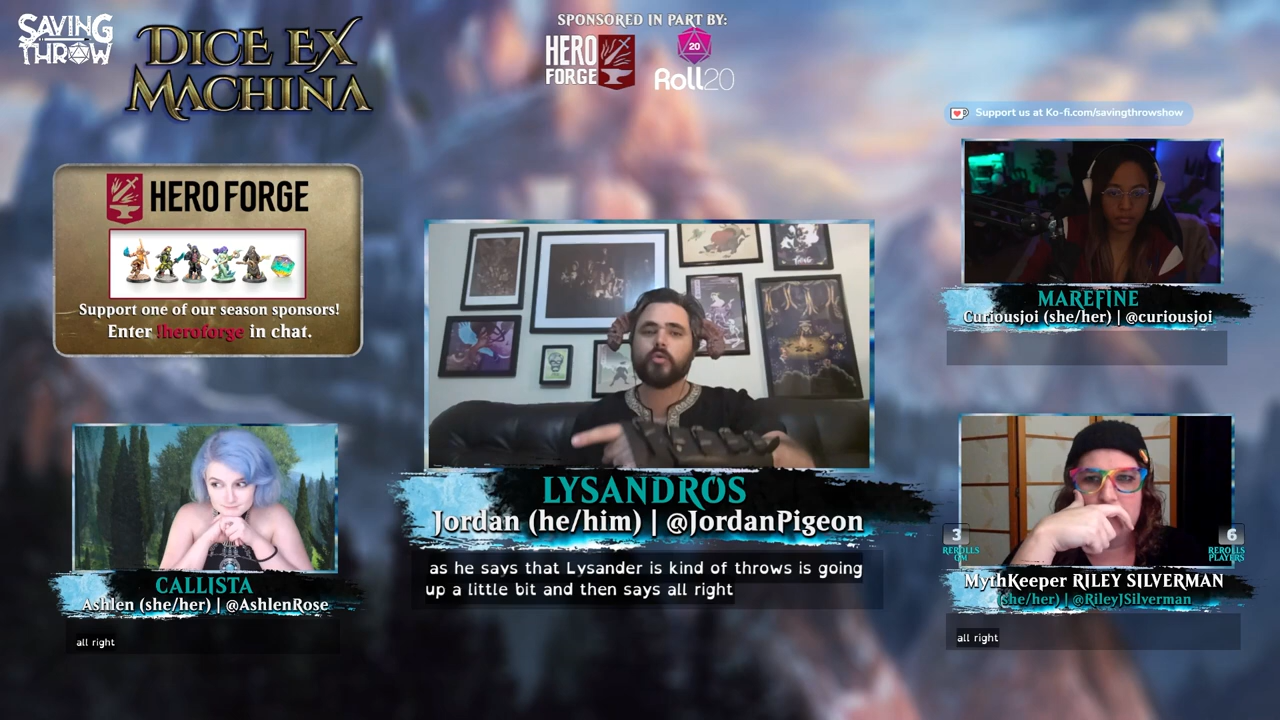 SAVING
THROW
DICE EX
MACHINA
SPONSORED IN PART BY:
HERO
FORGE
20
Roll20
Support us at Ko-fi.com/savingthrowshow
HERO FORGE
Support one of our season sponsors!
Enter !heroforge in chat.
MAREFINE
Curiousjoi (she/her) | @curiousjoi
LYSANDROS
Jordan (he/him) | @JordanPigeon
as he says that Lysander is kind of throws is going
up a little bit and then says all right
CALLISTA
Ashlen (she/her) | @AshlenRose
all right
3
REROLLS
GM
6
REROLLS
PLAYERS
MythKeeper RILEY SILVERMAN
(she/her) | @RileyJSilverman
all right